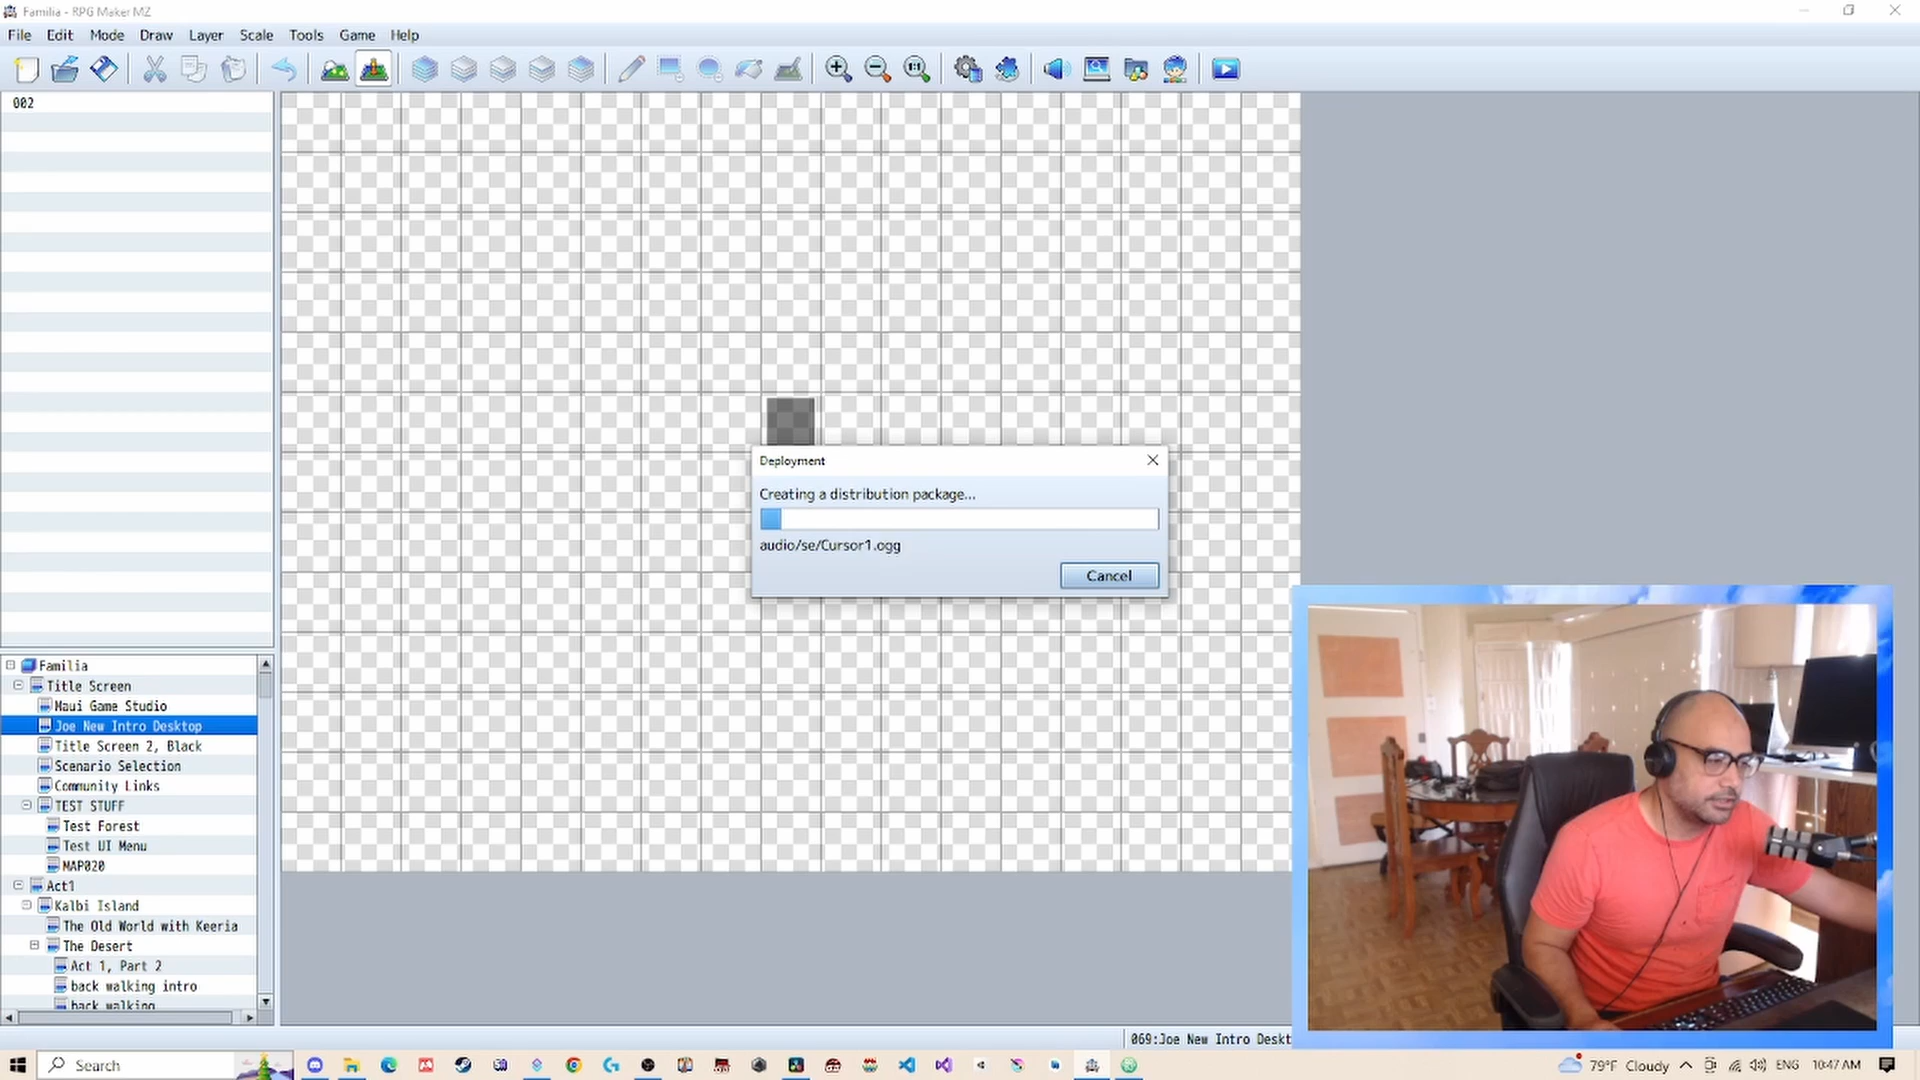 Familia - RPG Maker MZ
File Edit Mode Draw Layer Scale Tools Game Help
1:1
002
Deployment
Creating a distribution package...
audio/se/Cursor1.ogg
Cancel
Familia
Title Screen
Maui Game Studio
Joe New Intro Desktop
Title Screen 2, Black
Scenario Selection
Community Links
TEST STUFF
Test Forest
Test UI Menu
MAP020
Act1
Kalbi Island
The Old World with Keeria
The Desert
Act 1, Part 2
back walking intro
back walking
069:Joe New Intro Deskt
Search
79°F Cloudy
ENG
10:47 AM